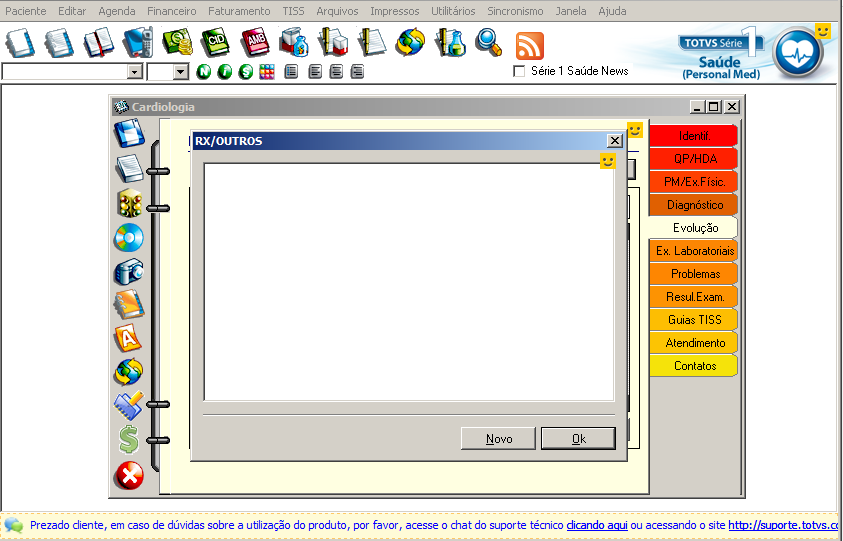 Paciente Editar Agenda Financeiro Faturamento TISS Arquivos Impressos Utilitários Sincronismo Janela Ajuda
CID AMB
TOTVS Série 1
Saúde
(Personal Med)
N I S
Série 1 Saúde News
Cardiologia
RX/OUTROS
Identif.
QP/HDA
PM/Ex.Físic.
Diagnóstico
Evolução
Ex. Laboratoriais
Problemas
Resul.Exam.
Guias TISS
Atendimento
Contatos
Novo Ok
Prezado cliente, em caso de dúvidas sobre a utilização do produto, por favor, acesse o chat do suporte técnico clicando aqui ou acessando o site http://suporte.totvs.co